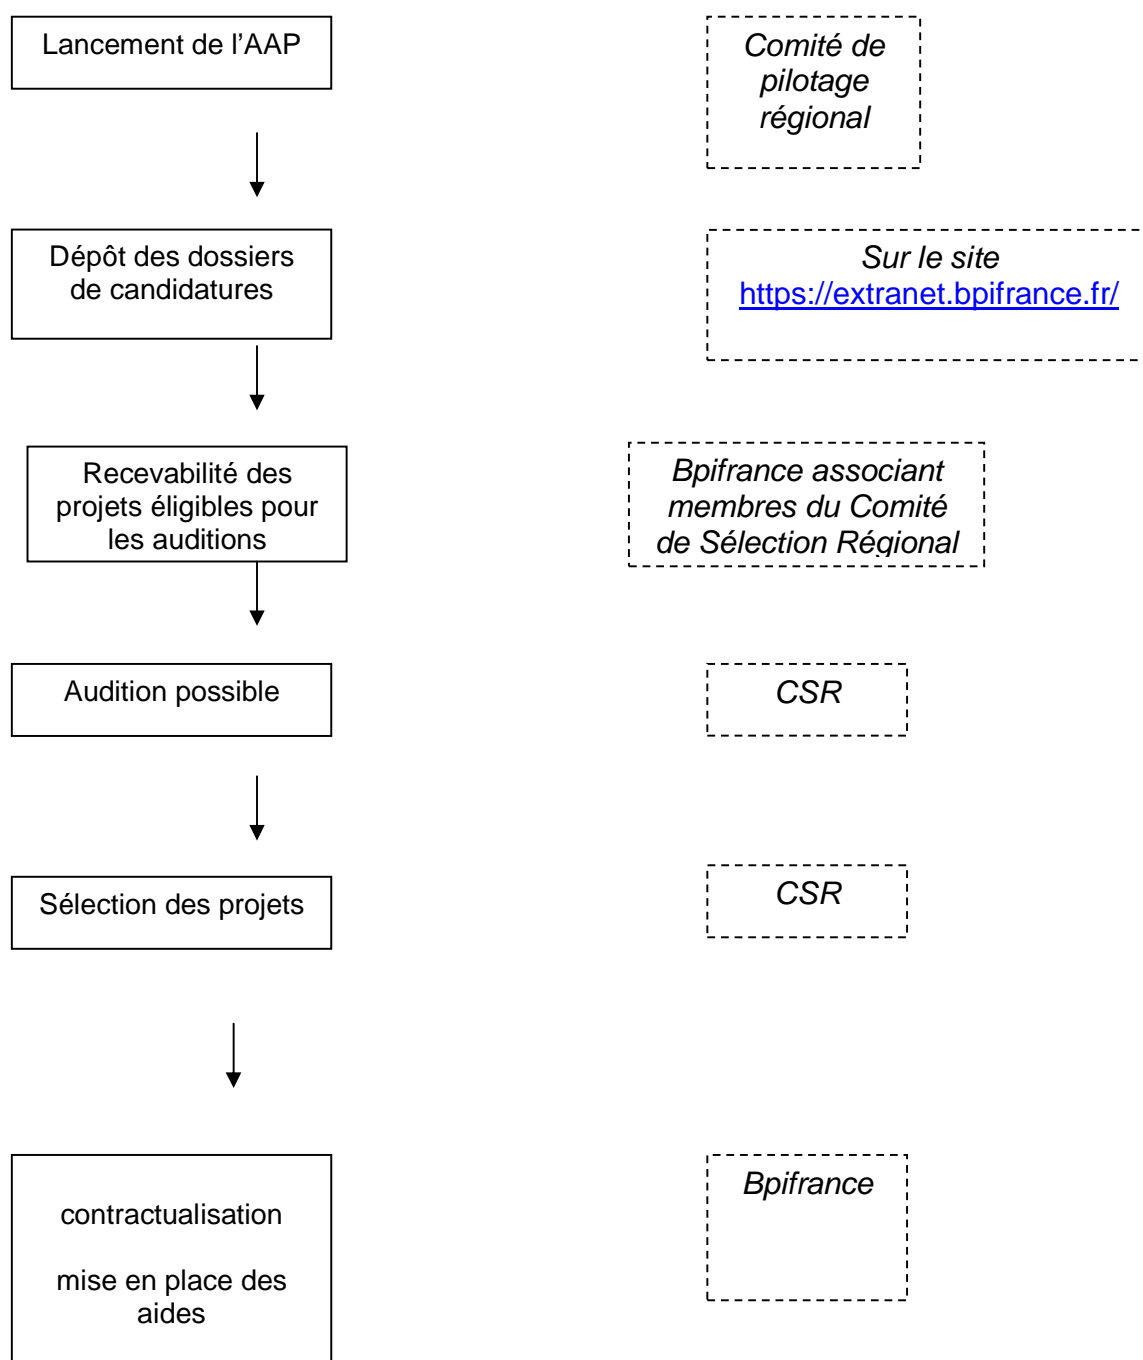 Lancement de l’AAP
Comité de
pilotage
régional
Dépôt des dossiers
de candidatures
Sur le site
https://extranet.bpifrance.fr/
Recevabilité des
projets éligibles pour
les auditions
Bpifrance associant
membres du Comité
de Sélection Régional
Audition possible
CSR
Sélection des projets
CSR
contractualisation
mise en place des
aides
Bpifrance